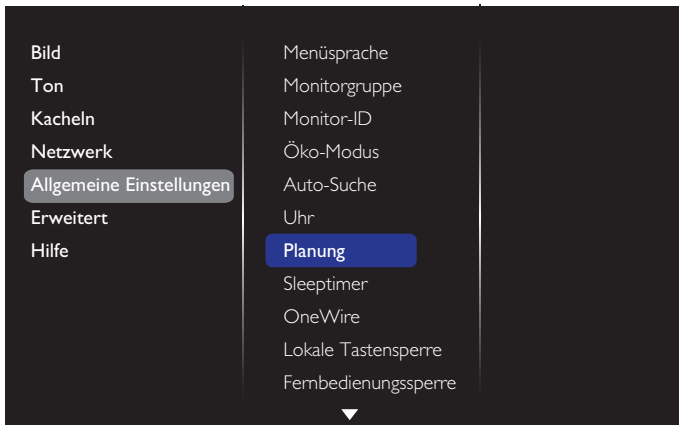 Bild
Ton
Kacheln
Netzwerk
Allgemeine Einstellungen
Erweitert
Hilfe
Menüsprache
Monitorgruppe
Monitor-ID
Öko-Modus
Auto-Suche
Uhr
Planung
Sleeptimer
OneWire
Lokale Tastensperre
Fernbedienungssperre